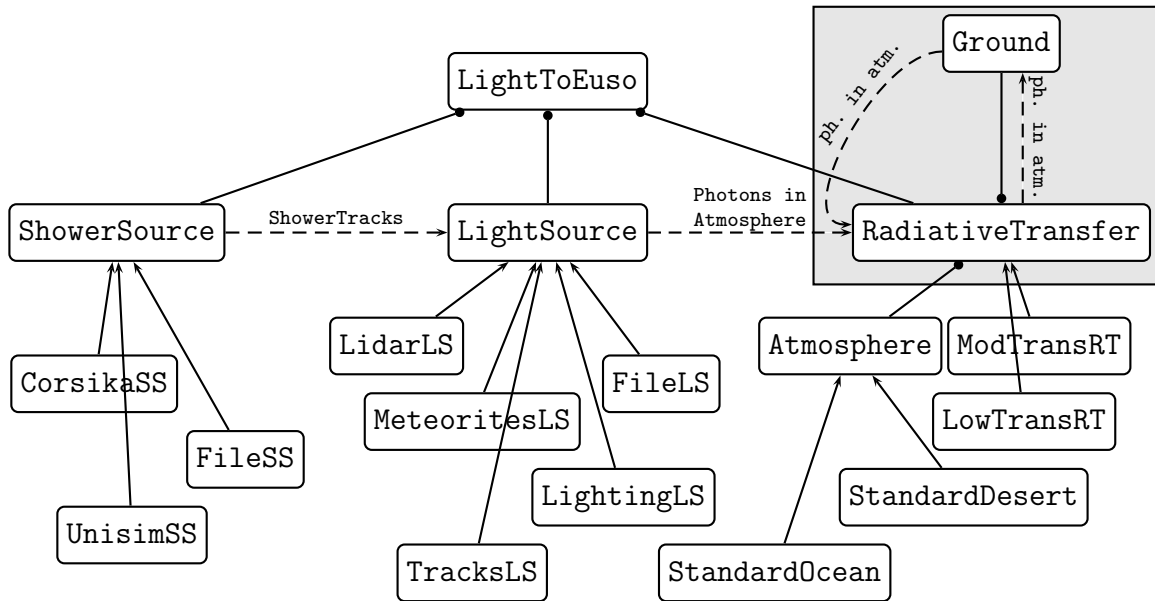 Ground
LightToEuso
ph. in atm.
ph. in atm.
Photons in
Atmosphere
ShowerTracks
ShowerSource
LightSource
RadiativeTransfer
LidarLS
Atmosphere
ModTransRT
CorsikaSS
FileLS
MeteoritesLS
LowTransRT
FileSS
LightingLS
StandardDesert
UnisimSS
TracksLS
StandardOcean